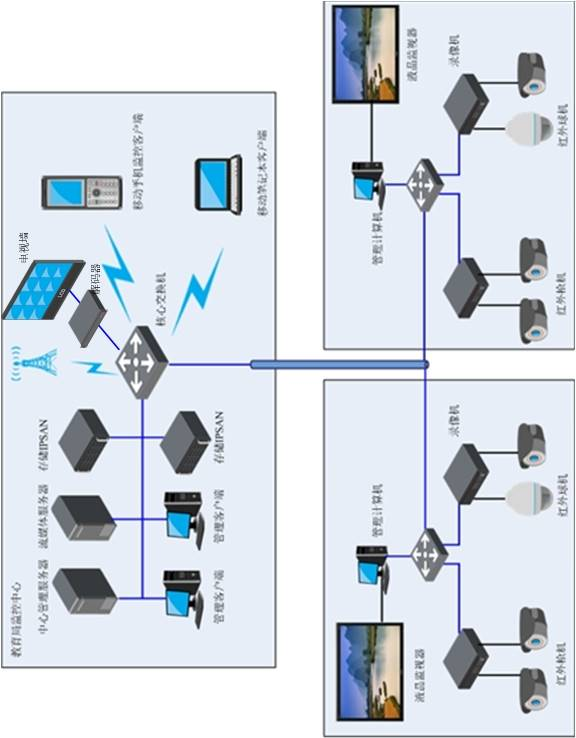 教育局监控中心
中心管理服务器
流媒体服务器
存储IPSAN
管理客户端
管理客户端
存储IPSAN
电视墙
LCD
解码器
核心交换机
移动手机监控客户端
移动笔记本客户端
液晶监视器
管理计算机
录像机
红外枪机
红外球机
液晶监视器
管理计算机
录像机
红外枪机
红外球机